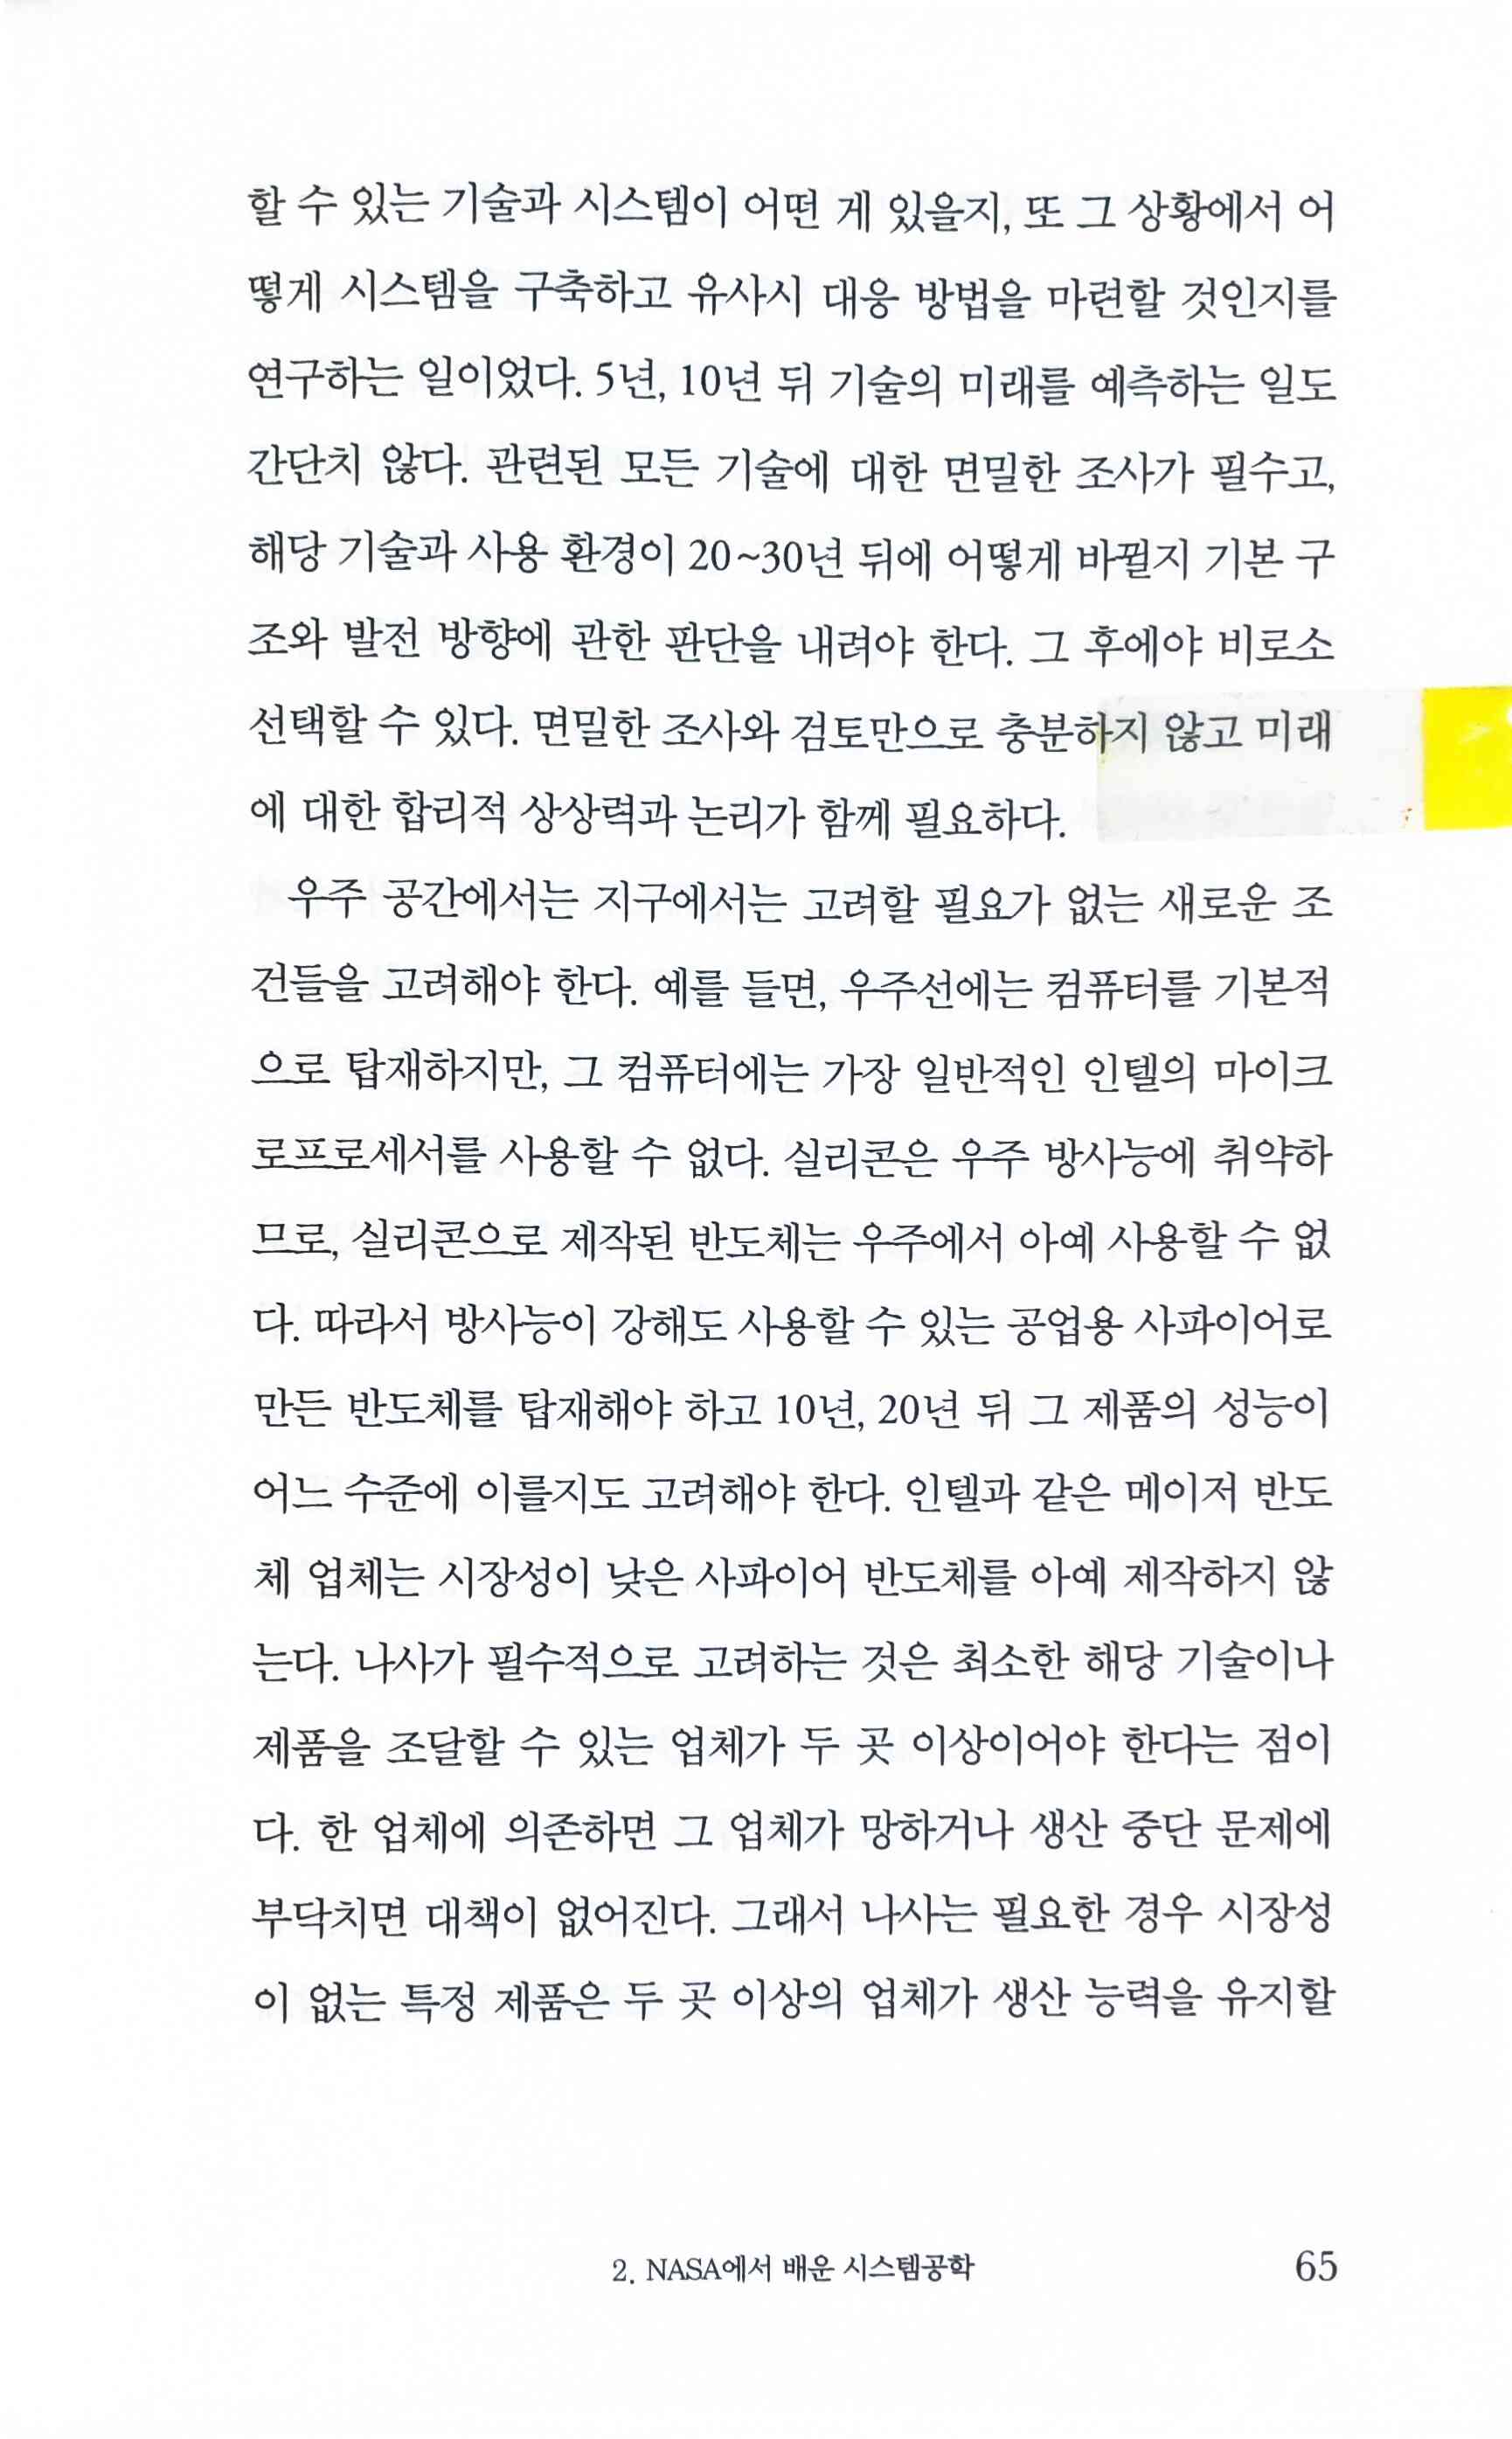 할 수 있는 기술과 시스템이 어떤 게 있을지, 또 그 상황에서 어
떻게 시스템을 구축하고 유사시 대응 방법을 마련할 것인지를
연구하는 일이었다. 5년, 10년 뒤 기술의 미래를 예측하는 일도
간단치 않다. 관련된 모든 기술에 대한 면밀한 조사가 필수고,
해당 기술과 사용 환경이 20~30년 뒤에 어떻게 바뀔지 기본 구
조와 발전 방향에 관한 판단을 내려야 한다. 그 후에야 비로소
선택할 수 있다. 면밀한 조사와 검토만으로 충분하지 않고 미래
에 대한 합리적 상상력과 논리가 함께 필요하다.
우주 공간에서는 지구에서는 고려할 필요가 없는 새로운 조
건들을 고려해야 한다. 예를 들면, 우주선에는 컴퓨터를 기본적
으로 탑재하지만, 그 컴퓨터에는 가장 일반적인 인텔의 마이크
로프로세서를 사용할 수 없다. 실리콘은 우주 방사능에 취약하
므로, 실리콘으로 제작된 반도체는 우주에서 아예 사용할 수 없
다. 따라서 방사능이 강해도 사용할 수 있는 공업용 사파이어로
만든 반도체를 탑재해야 하고 10년, 20년 뒤 그 제품의 성능이
어느 수준에 이를지도 고려해야 한다. 인텔과 같은 메이저 반도
체 업체는 시장성이 낮은 사파이어 반도체를 아예 제작하지 않
는다. 나사가 필수적으로 고려하는 것은 최소한 해당 기술이나
제품을 조달할 수 있는 업체가 두 곳 이상이어야 한다는 점이
다. 한 업체에 의존하면 그 업체가 망하거나 생산 중단 문제에
부닥치면 대책이 없어진다. 그래서 나사는 필요한 경우 시장성
이 없는 특정 제품은 두 곳 이상의 업체가 생산 능력을 유지할
2. NASA에서 배운 시스템공학 65